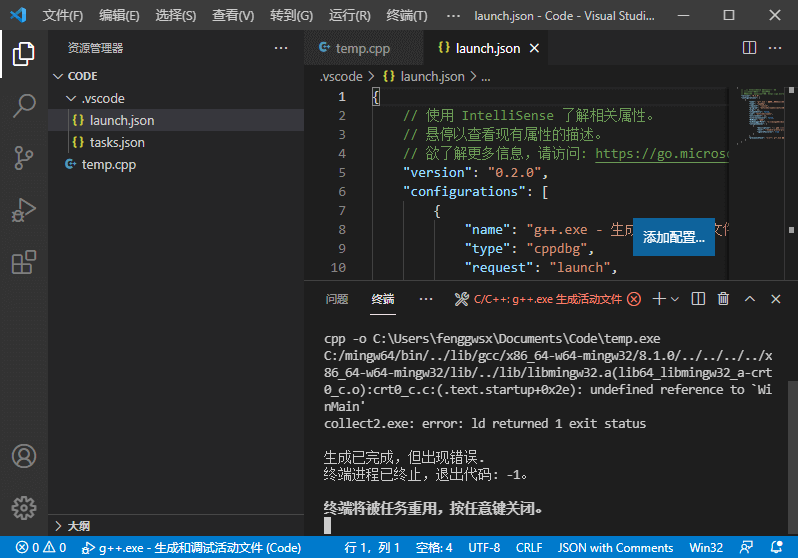 文件(F) 编辑(E) 选择(S) 查看(V) 转到(G) 运行(R) 终端(T) ··· launch.json - Code - Visual Studi...
资源管理器 ···
CODE
.vscode
launch.json
tasks.json
temp.cpp
大纲
temp.cpp launch.json ···
.vscode > launch.json > ...
1 {
2 // 使用 IntelliSense 了解相关属性。
3 // 悬停以查看现有属性的描述。
4 // 欲了解更多信息，请访问: https://go.microso
5 "version": "0.2.0",
6 "configurations": [
7 {
8 "name": "g++.exe - 生成
9 "type": "cppdbg",
10 "request": "launch",
添加配置...
问题 终端 ··· C/C++: g++.exe 生成活动文件
cpp -o C:\Users\fenggwsx\Documents\Code\temp.exe
C:/mingw64/bin/../lib/gcc/x86_64-w64-mingw32/8.1.0/../../../../x
86_64-w64-mingw32/lib/../lib/libmingw32.a(lib64_libmingw32_a-crt
0_c.o):crt0_c.c:(.text.startup+0x2e): undefined reference to `Wi
nMain'
collect2.exe: error: ld returned 1 exit status
生成已完成，但出现错误.
终端进程已终止，退出代码: -1。
终端将被任务重用，按任意键关闭。
0 0 g++.exe - 生成和调试活动文件 (Code) 行 1，列 1 空格: 4 UTF-8 CRLF JSON with Comments Win32